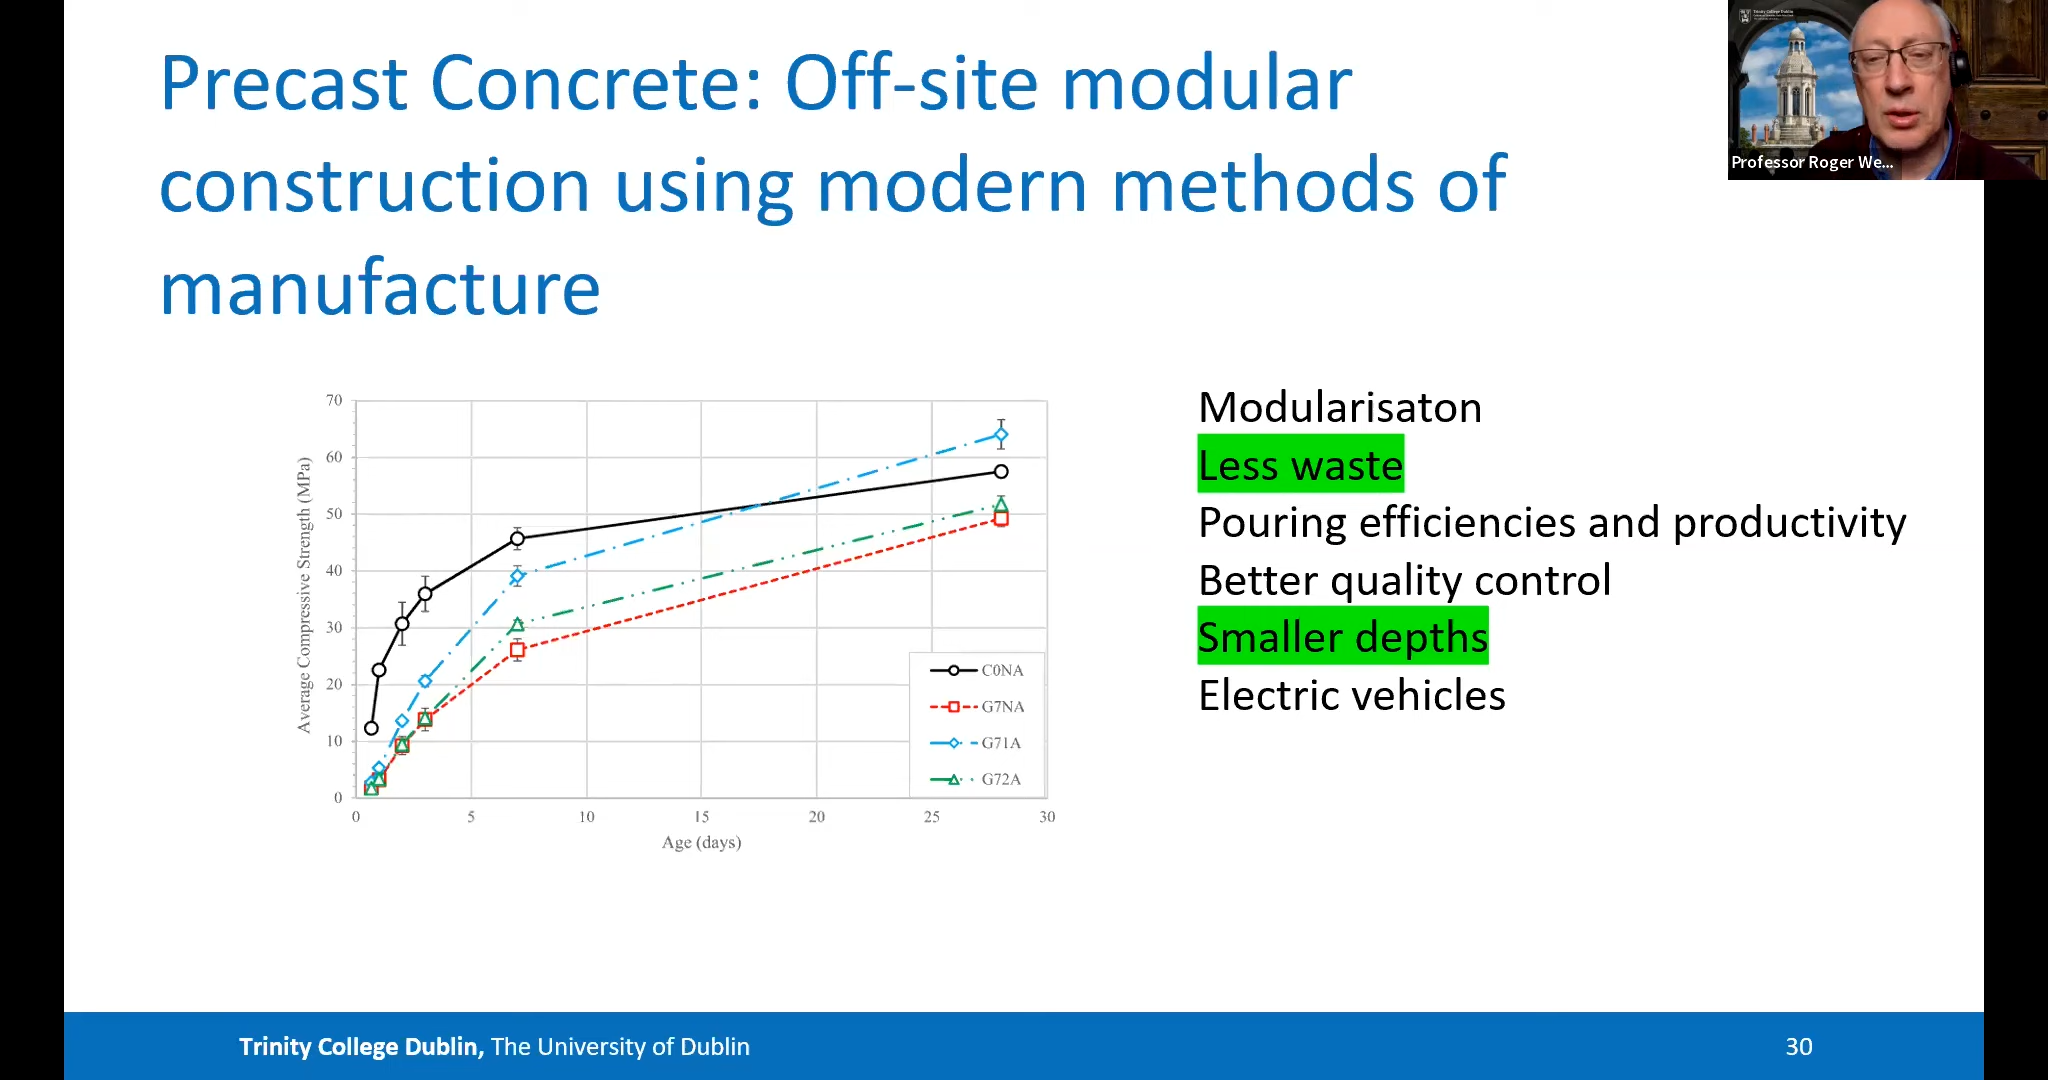 Precast Concrete: Off-site modular
construction using modern methods of
manufacture
Trinity College Dublin
Professor Roger We...
70
60
50
40
30
20
10
0
Average Compressive Strength (MPa)
0 5 10 15 20 25 30
Age (days)
C0NA
G7NA
G71A
G72A
Modularisaton
Less waste
Pouring efficiencies and productivity
Better quality control
Smaller depths
Electric vehicles
Trinity College Dublin, The University of Dublin
30